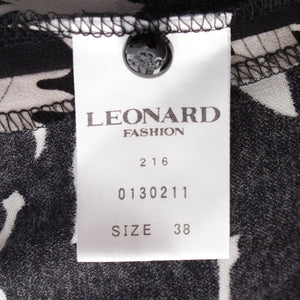 LEONARD
FASHION
216
0130211
SIZE 38